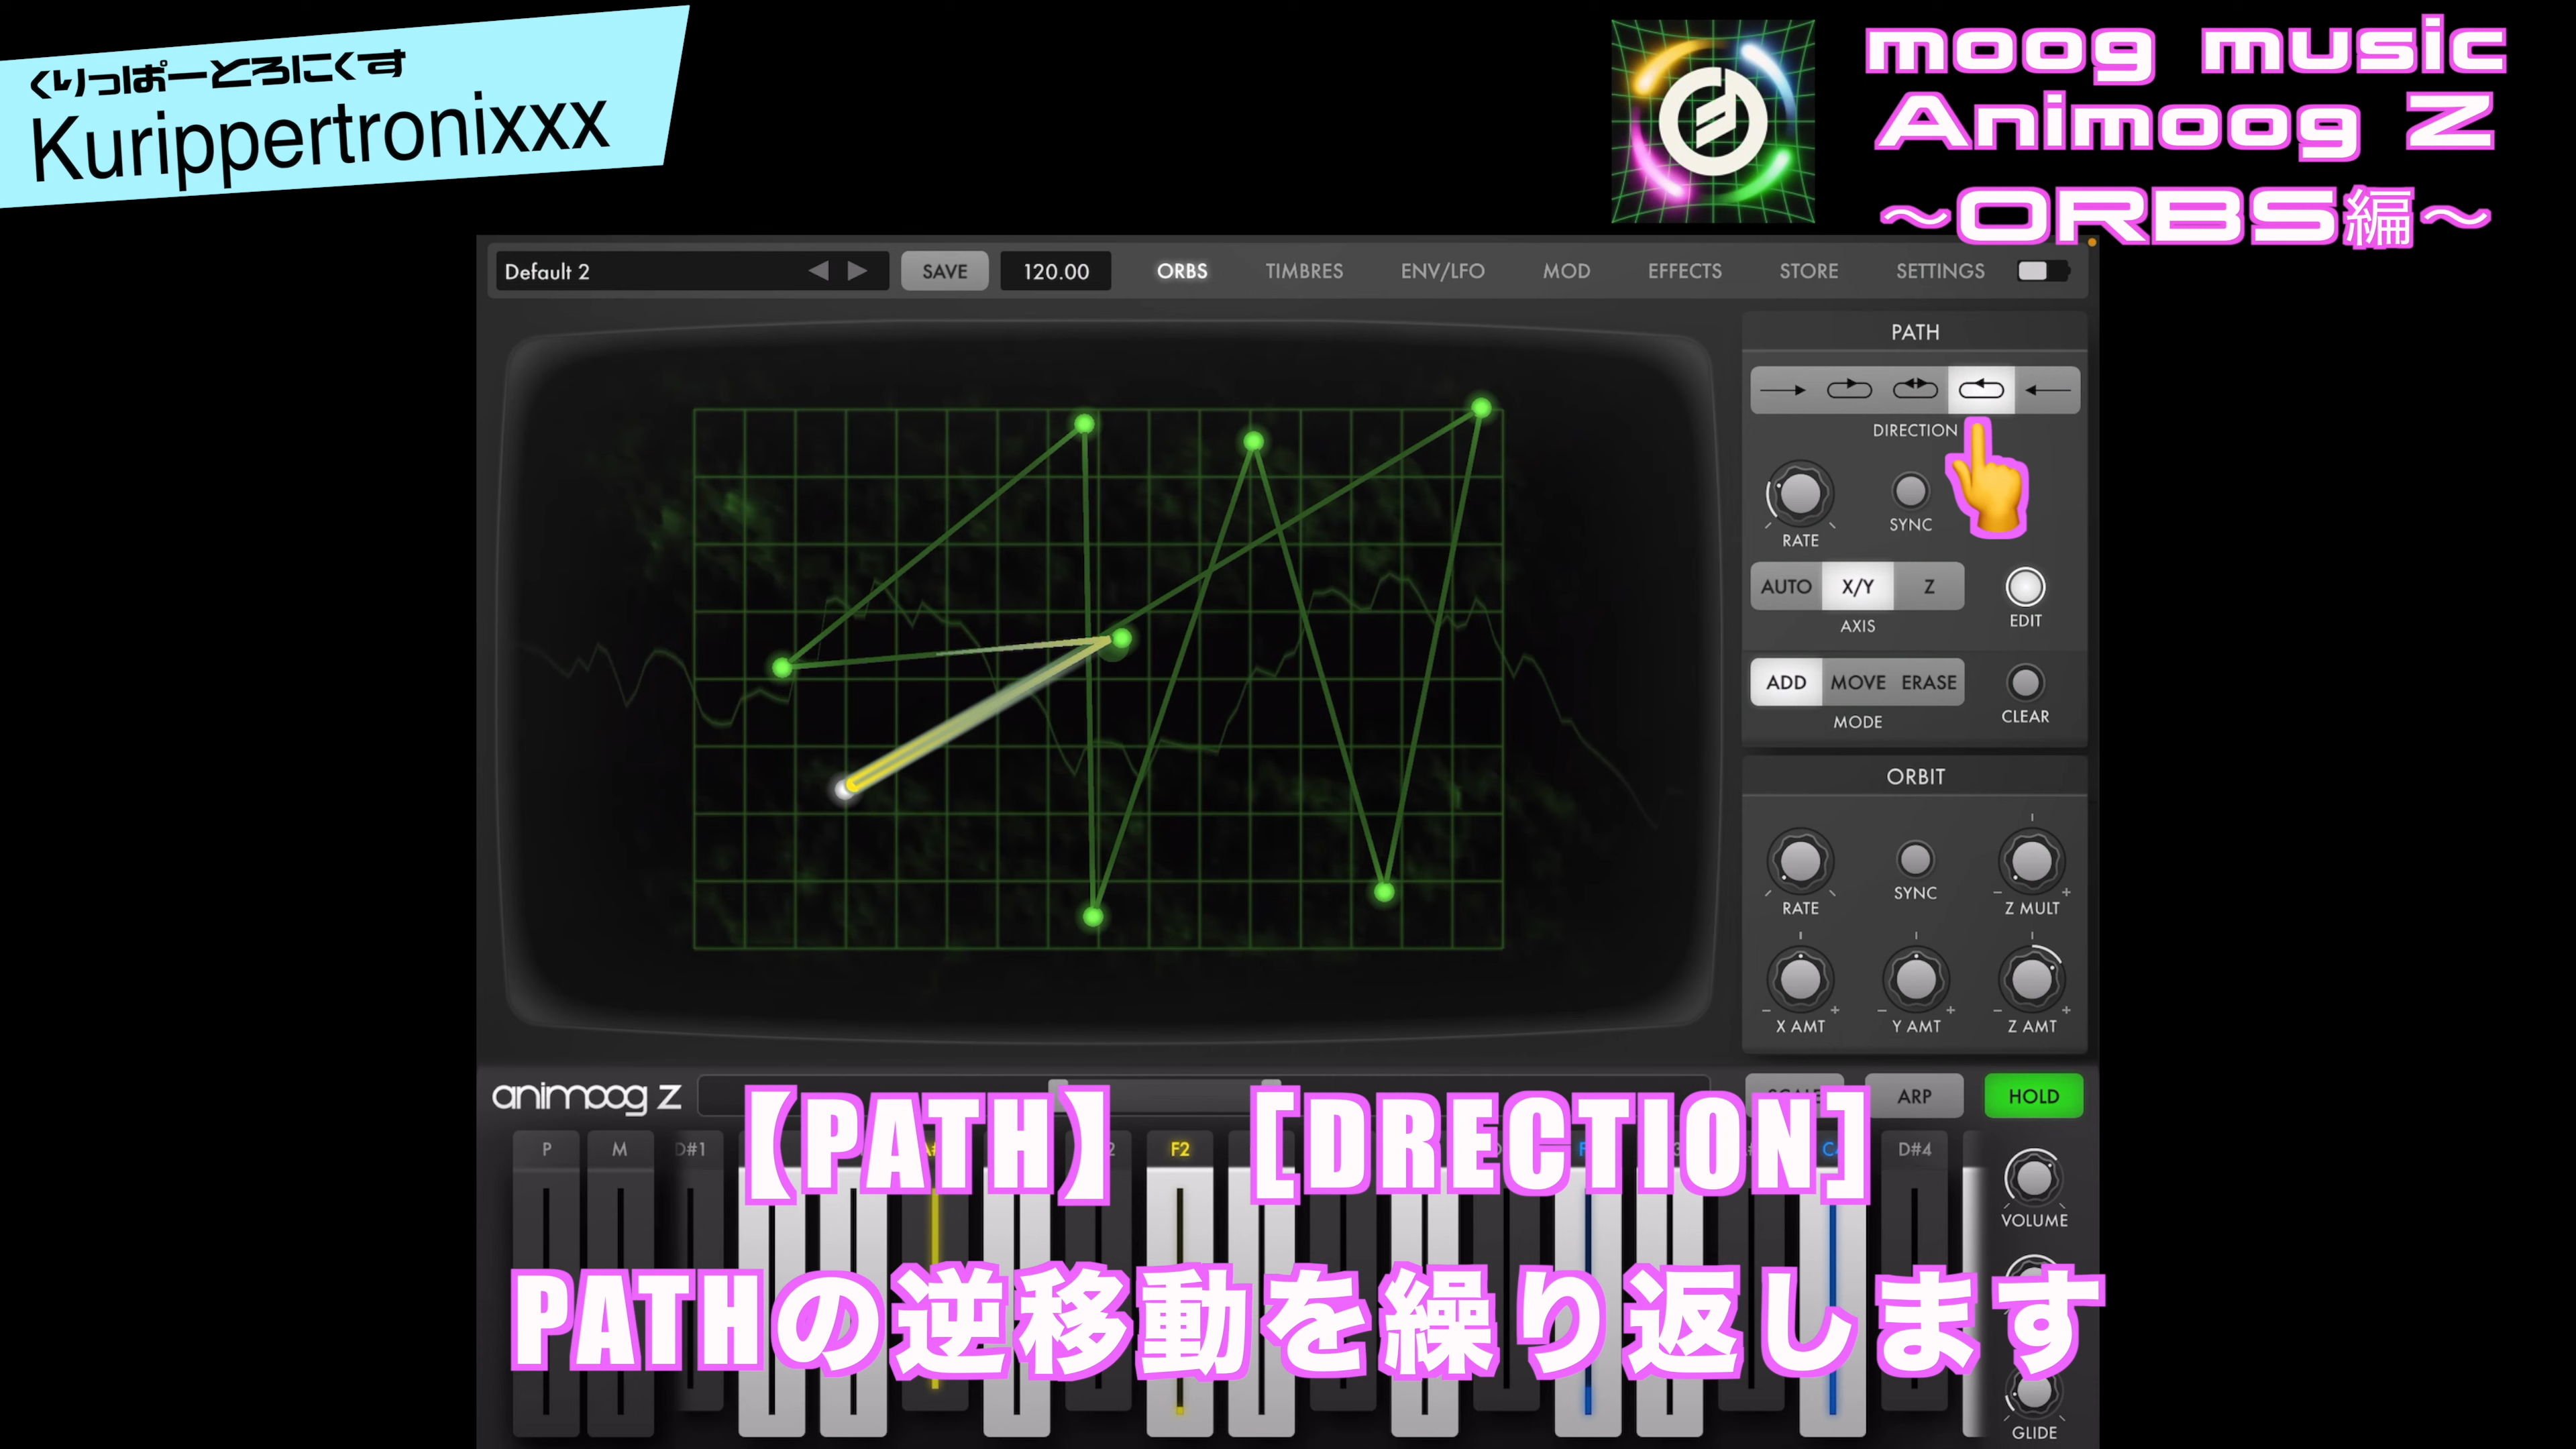 くりっぱーとろにくす
Kurippertronixxx
moog music
Animoog Z
～ORBS編～
Default 2
SAVE
120.00
ORBS
TIMBRES
ENV/LFO
MOD
EFFECTS
STORE
SETTINGS
PATH
DIRECTION
RATE
SYNC
AUTO
X/Y
Z
AXIS
EDIT
ADD
MOVE
ERASE
MODE
CLEAR
ORBIT
RATE
SYNC
Z MULT
X AMT
Y AMT
Z AMT
animoog Z
ARP
HOLD
【PATH】 [DRECTION]
P
M
D#1
F2
D#4
VOLUME
PATHの逆移動を繰り返します
GLIDE